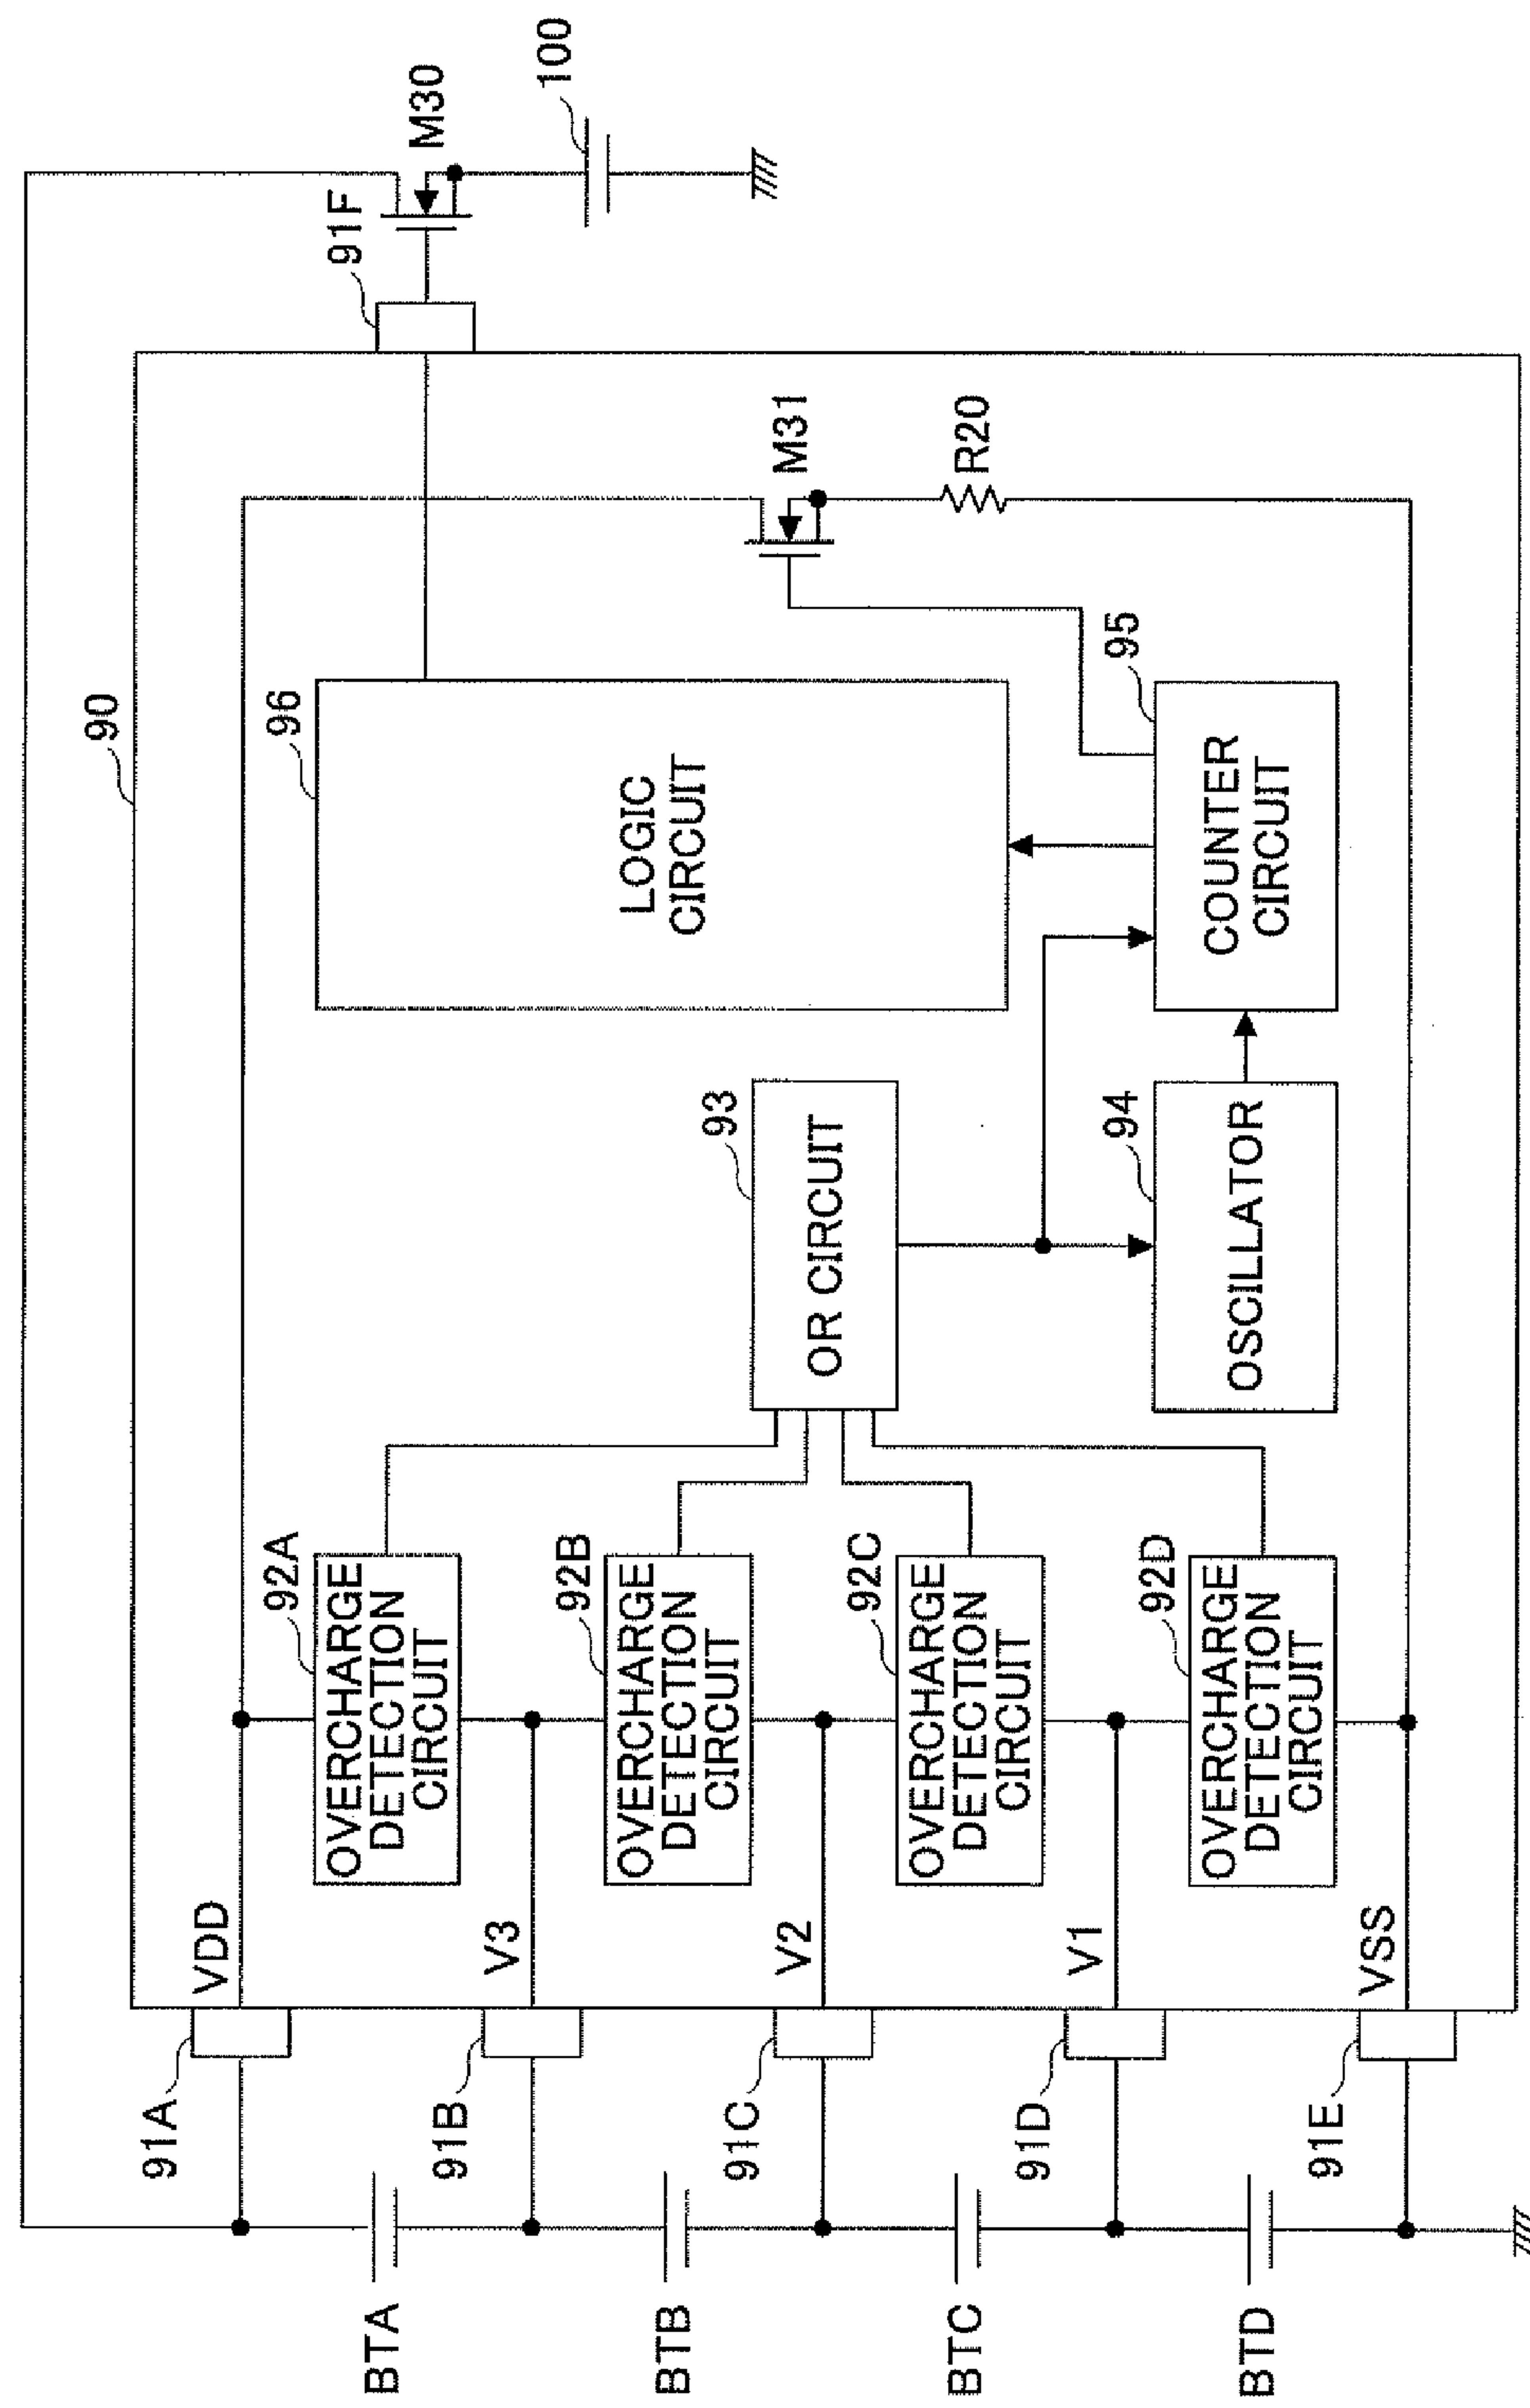 90
91A
VDD
BTA
92A
OVERCHARGE
DETECTION
CIRCUIT
91B
V3
BTB
92B
OVERCHARGE
DETECTION
CIRCUIT
91C
V2
BTC
92C
OVERCHARGE
DETECTION
CIRCUIT
91D
V1
BTD
92D
OVERCHARGE
DETECTION
CIRCUIT
91E
VSS
93
OR CIRCUIT
94
OSCILLATOR
96
LOGIC
CIRCUIT
95
COUNTER
CIRCUIT
M31
R20
91F
M30
100